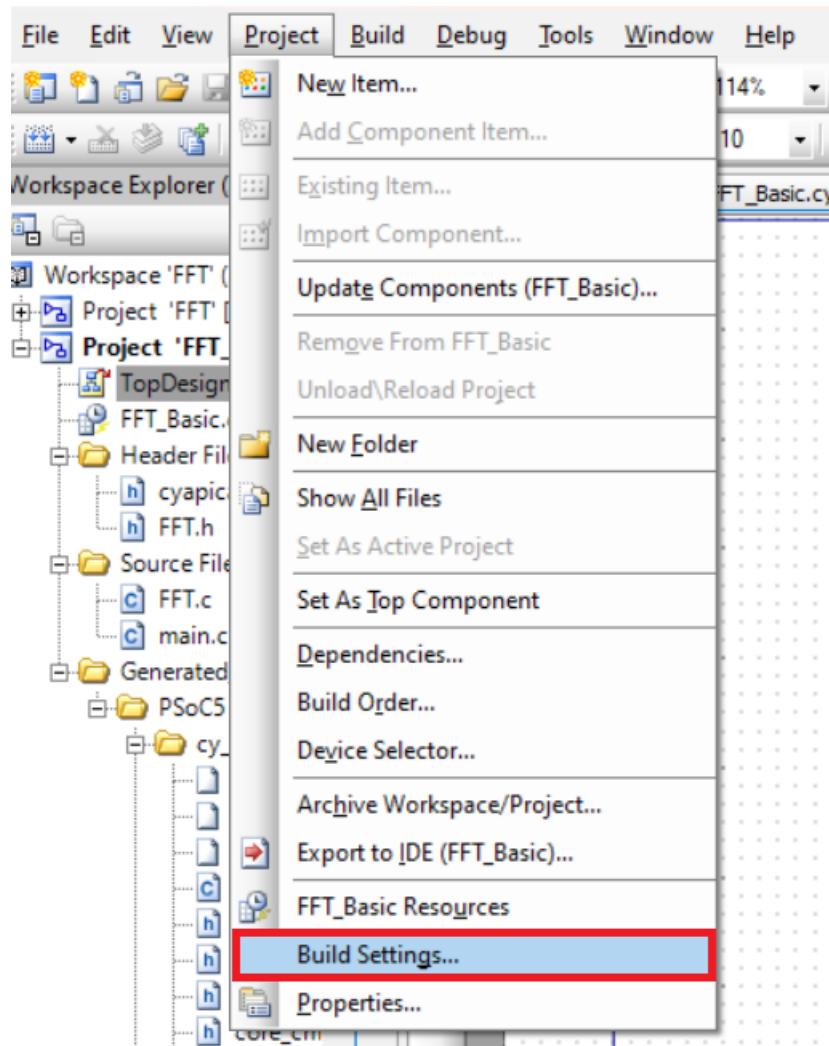 File Edit View Project Build Debug Tools Window Help
114%
10
Workspace Explorer (
FFT_Basic.cy
Workspace 'FFT' (
Project 'FFT' [
Project 'FFT_
TopDesign
FFT_Basic.
Header Fil
h cyapic
h FFT.h
Source File
C FFT.c
C main.c
Generated
PSoC5
cy_
C
h
h
h
h core_cm
New Item...
Add Component Item...
Existing Item...
Import Component...
Update Components (FFT_Basic)...
Remove From FFT_Basic
Unload\Reload Project
New Folder
Show All Files
Set As Active Project
Set As Top Component
Dependencies...
Build Order...
Device Selector...
Archive Workspace/Project...
Export to IDE (FFT_Basic)...
FFT_Basic Resources
Build Settings...
Properties...